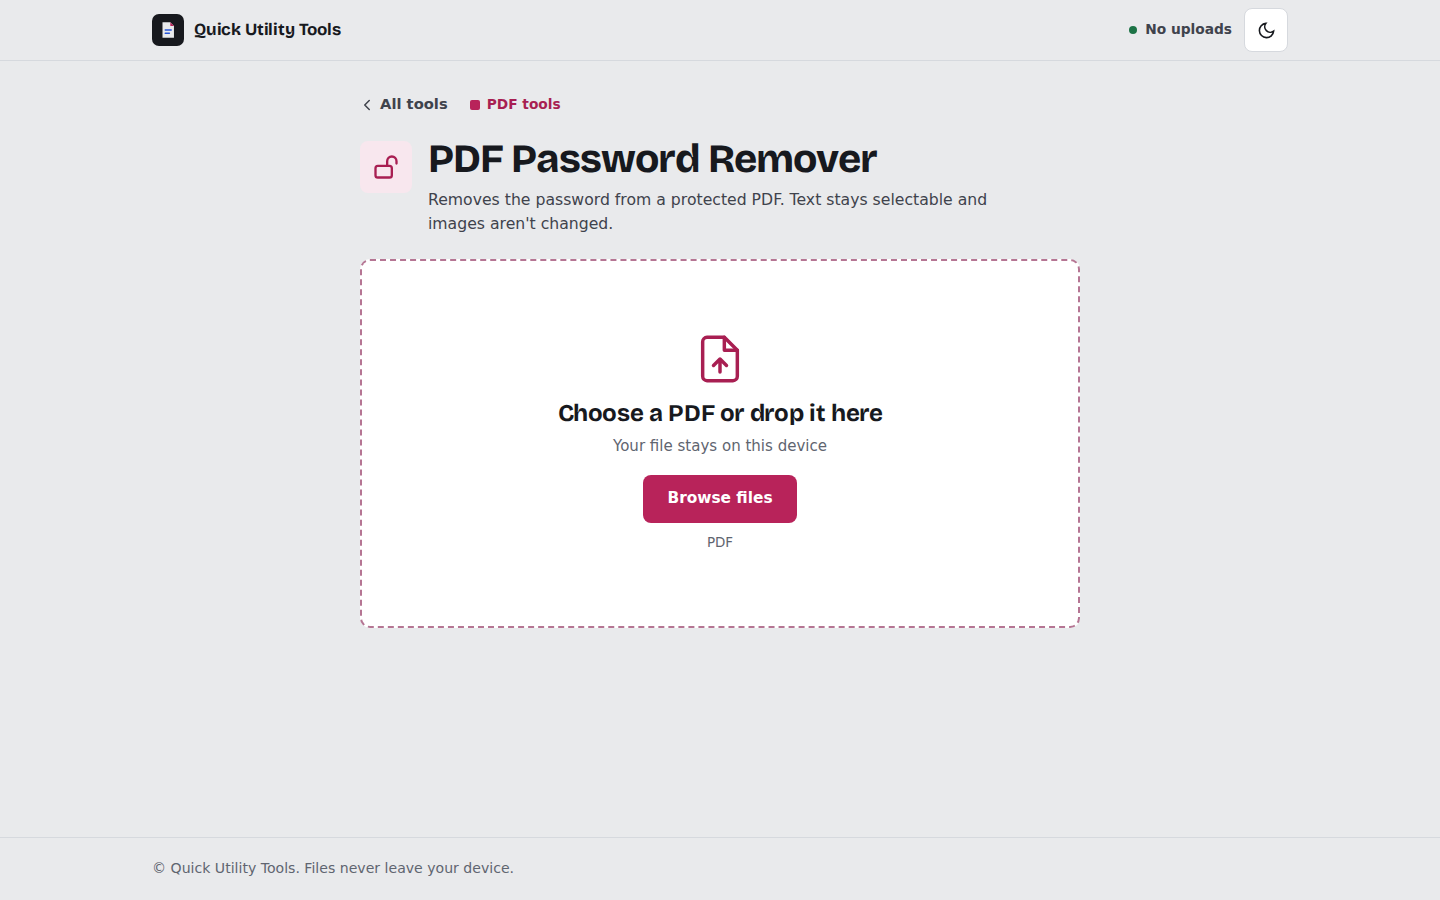 Quick Utility Tools
No uploads
All tools
PDF tools
PDF Password Remover
Removes the password from a protected PDF. Text stays selectable and
images aren't changed.
Choose a PDF or drop it here
Your file stays on this device
Browse files
PDF
© Quick Utility Tools. Files never leave your device.